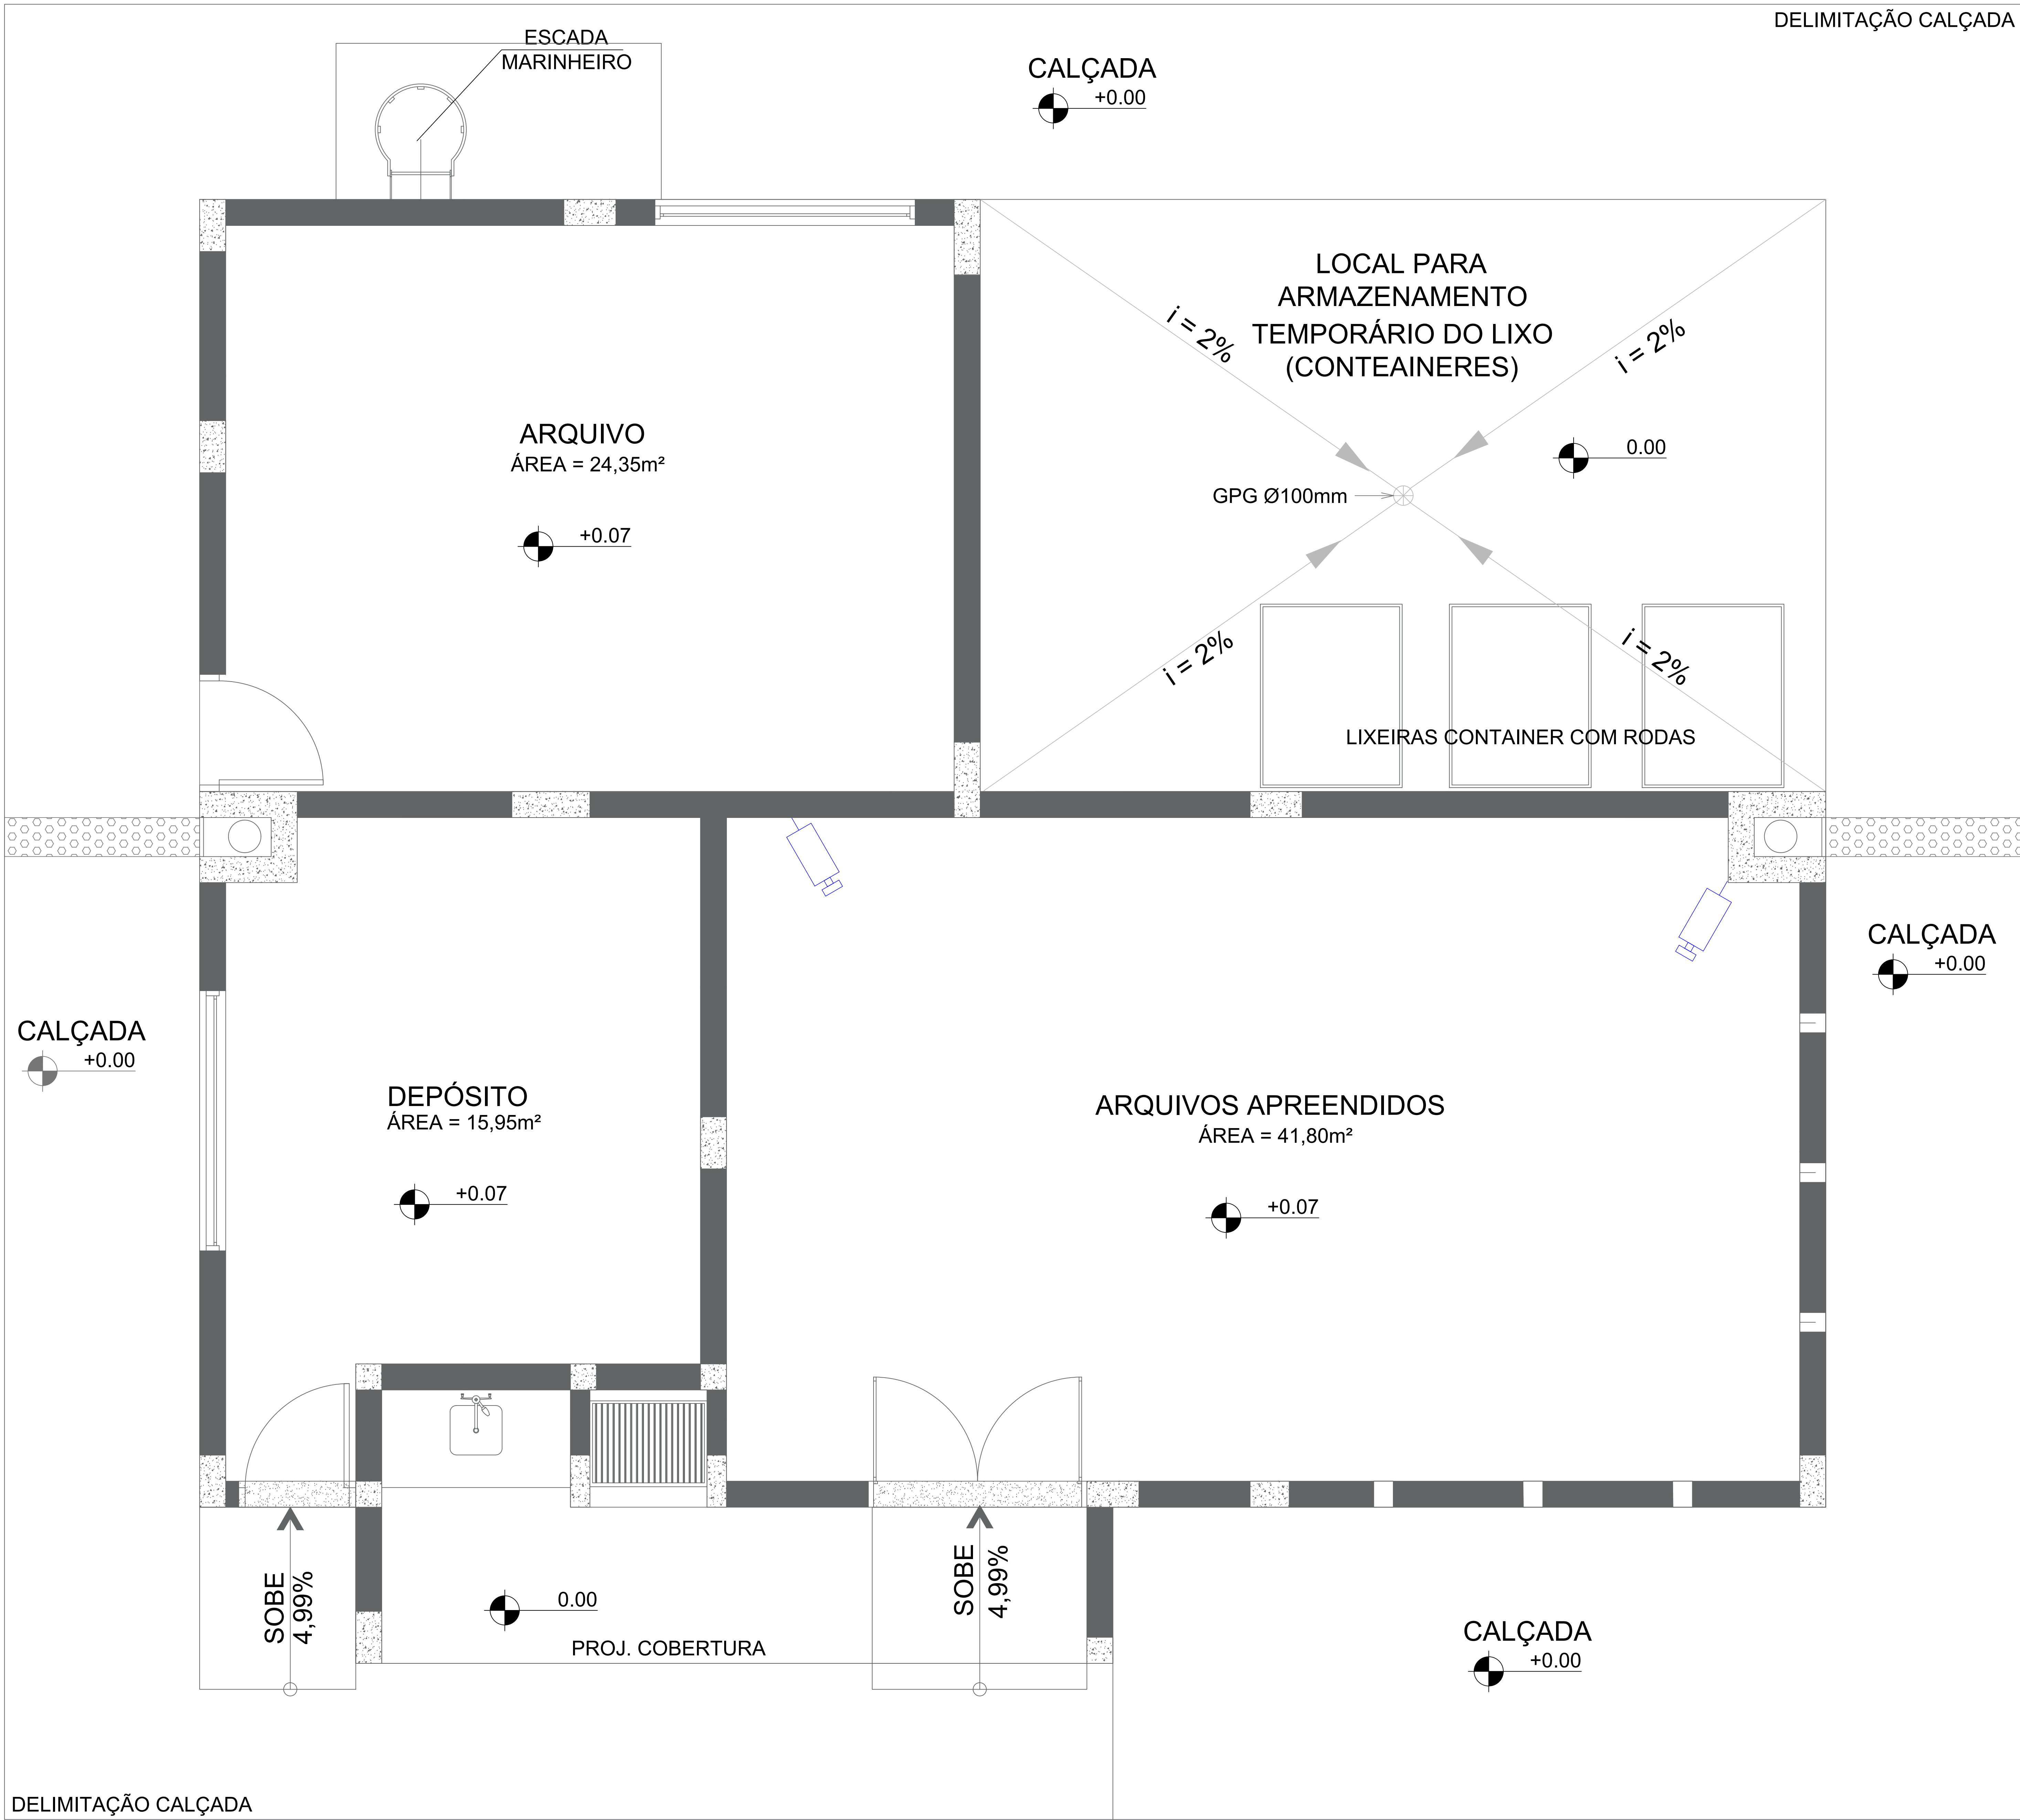 DELIMITAÇÃO CALÇADA
ESCADA
MARINHEIRO
CALÇADA
+0.00
LOCAL PARA
ARMAZENAMENTO
TEMPORÁRIO DO LIXO
(CONTEAINERES)
i = 2%
i = 2%
ARQUIVO
ÁREA = 24,35m²
+0.07
0.00
GPG Ø100mm
i = 2%
i = 2%
LIXEIRAS CONTAINER COM RODAS
CALÇADA
+0.00
CALÇADA
+0.00
DEPÓSITO
ÁREA = 15,95m²
+0.07
ARQUIVOS APREENDIDOS
ÁREA = 41,80m²
+0.07
SOBE
4,99%
0.00
PROJ. COBERTURA
SOBE
4,99%
CALÇADA
+0.00
DELIMITAÇÃO CALÇADA